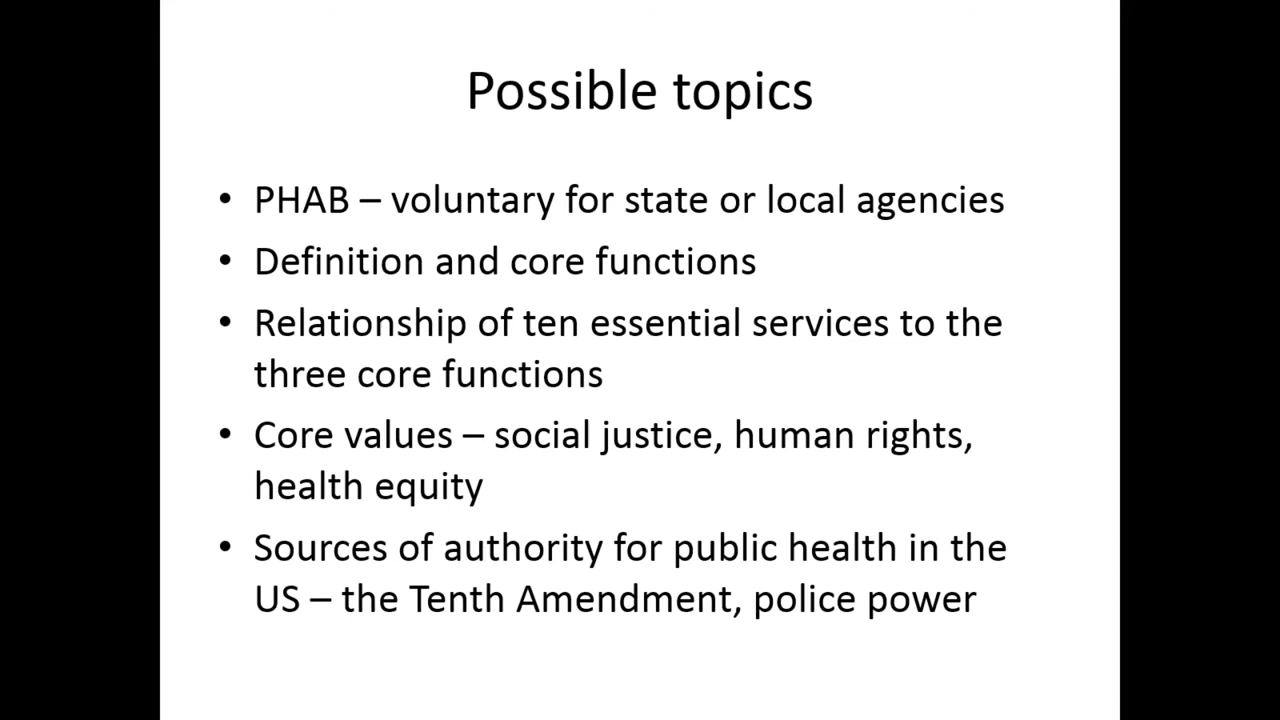 Possible topics
• PHAB – voluntary for state or local agencies
• Definition and core functions
• Relationship of ten essential services to the
three core functions
• Core values – social justice, human rights,
health equity
• Sources of authority for public health in the
US – the Tenth Amendment, police power